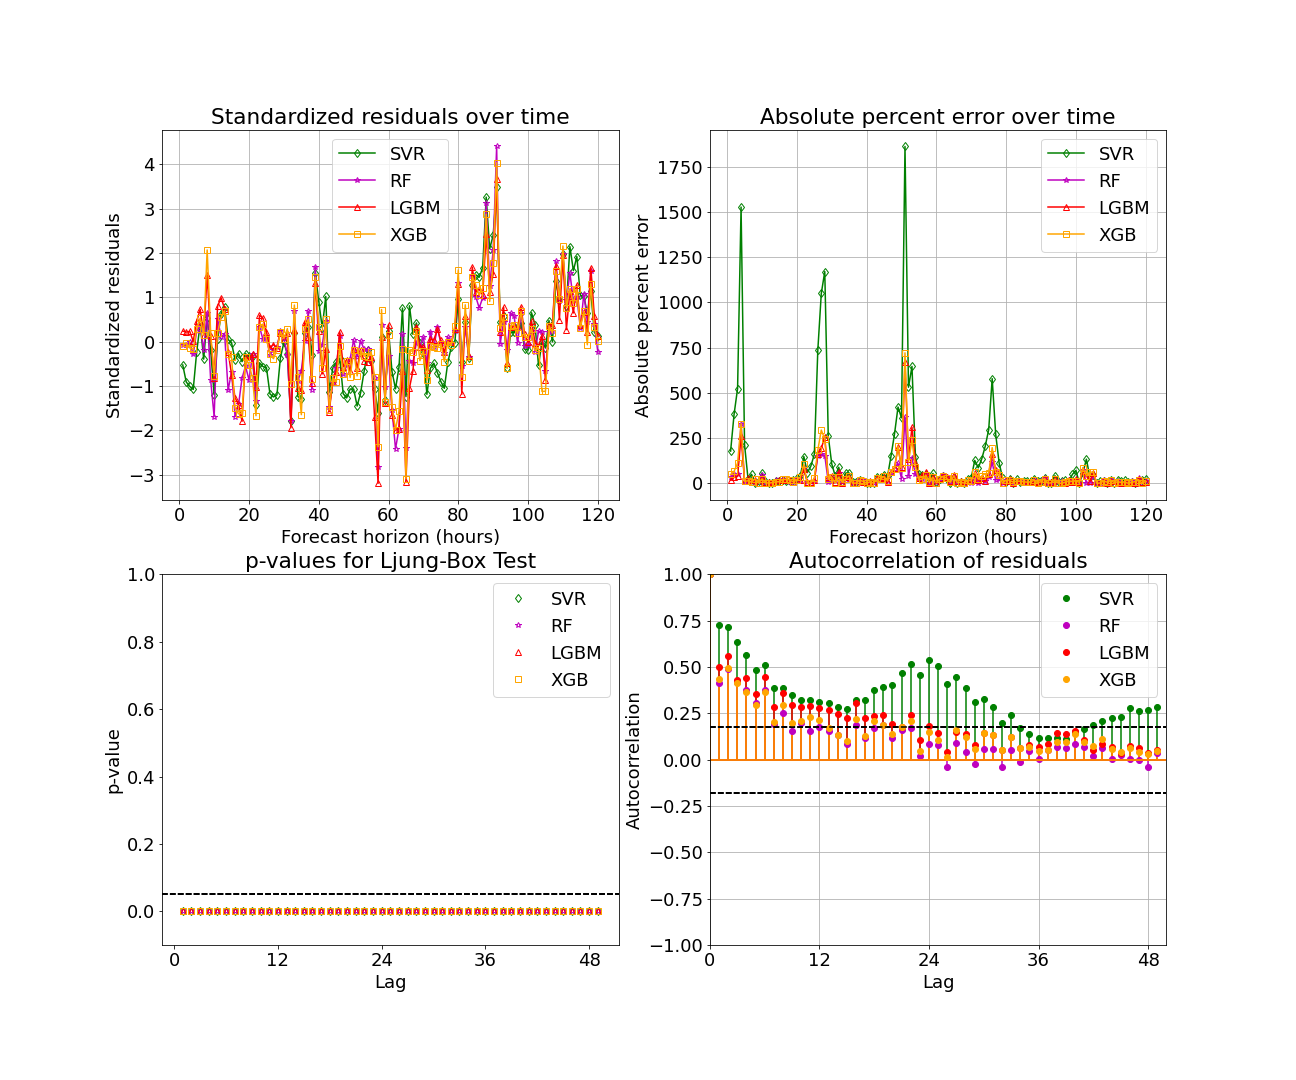 Standardized residuals over time
Standardized residuals
4
3
2
1
0
−1
−2
−3
SVR
RF
LGBM
XGB
0 20 40 60 80 100 120
Forecast horizon (hours)
Absolute percent error over time
Absolute percent error
1750
1500
1250
1000
750
500
250
0
SVR
RF
LGBM
XGB
0 20 40 60 80 100 120
Forecast horizon (hours)
p-values for Ljung-Box Test
p-value
1.0
0.8
0.6
0.4
0.2
0.0
SVR
RF
LGBM
XGB
0 12 24 36 48
Lag
Autocorrelation of residuals
Autocorrelation
1.00
0.75
0.50
0.25
0.00
−0.25
−0.50
−0.75
−1.00
SVR
RF
LGBM
XGB
0 12 24 36 48
Lag